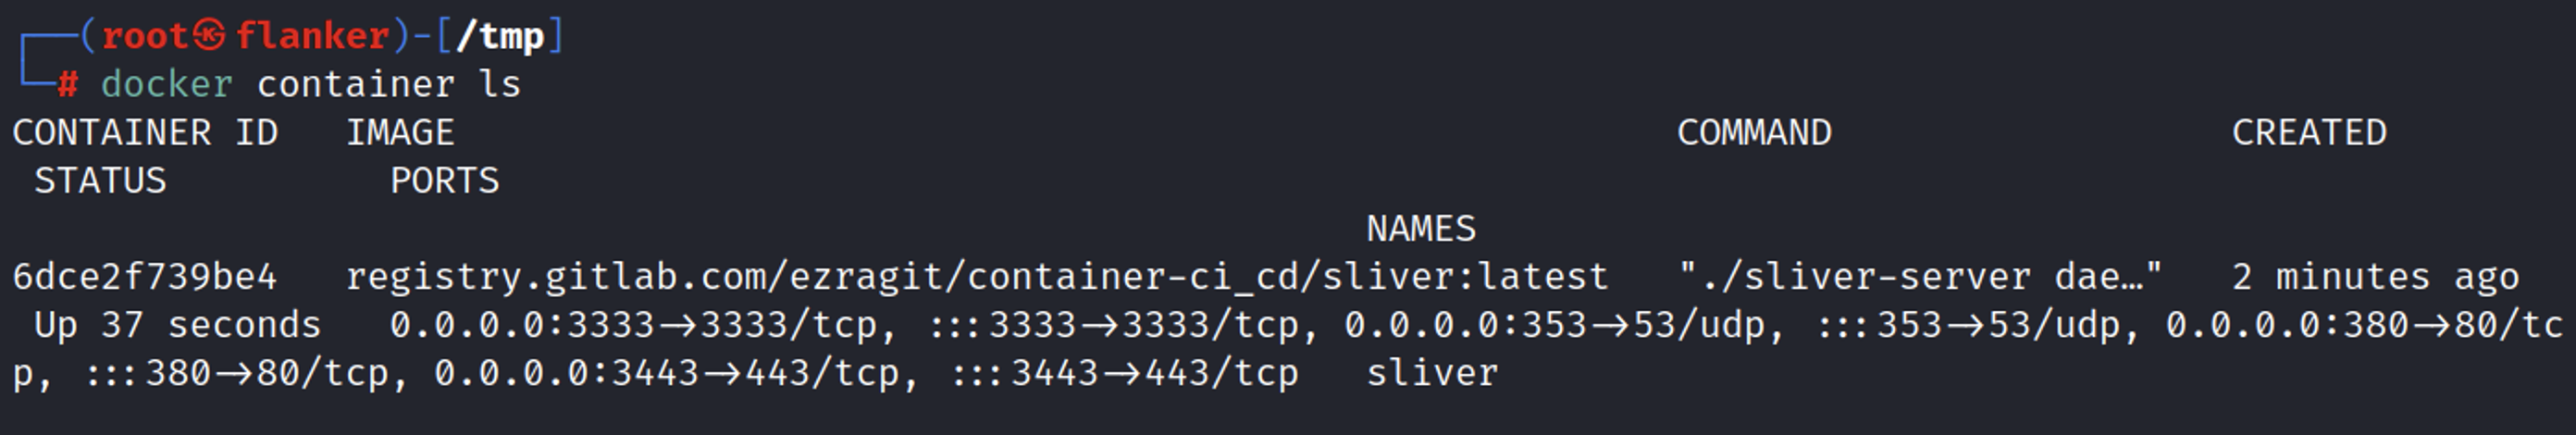 ┌──(root㉿flanker)-[/tmp]
└─# docker container ls
CONTAINER ID   IMAGE                                                       COMMAND                  CREATED
 STATUS          PORTS
                                                             NAMES
6dce2f739be4   registry.gitlab.com/ezragit/container-ci_cd/sliver:latest   "./sliver-server dae…"   2 minutes ago
 Up 37 seconds   0.0.0.0:3333->3333/tcp, :::3333->3333/tcp, 0.0.0.0:353->53/udp, :::353->53/udp, 0.0.0.0:380->80/tc
p, :::380->80/tcp, 0.0.0.0:3443->443/tcp, :::3443->443/tcp   sliver